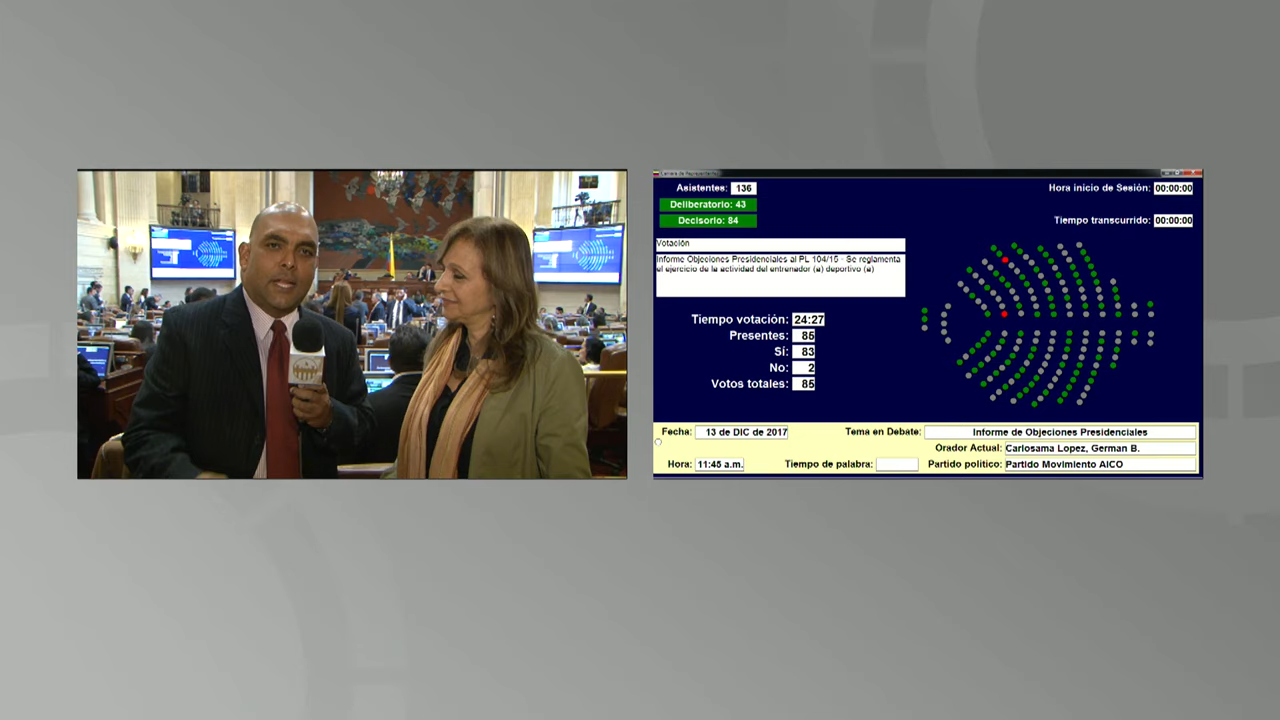 Cámara de Representantes
Asistentes: 136
Hora inicio de Sesión: 00:00:00
Deliberatorio: 43
Decisorio: 84
Tiempo transcurrido: 00:00:00
Votación
Informe Objeciones Presidenciales al PL 104/15 - Se reglamenta
el ejercicio de la actividad del entrenador (a) deportivo (a)
Tiempo votación: 24:27
Presentes: 85
Si: 83
No: 2
Votos totales: 85
Fecha: 13 de DIC de 2017
Tema en Debate: Informe de Objeciones Presidenciales
Orador Actual: Carlosama Lopez, German B.
Hora: 11:45 a.m.
Tiempo de palabra:
Partido político: Partido Movimiento AICO